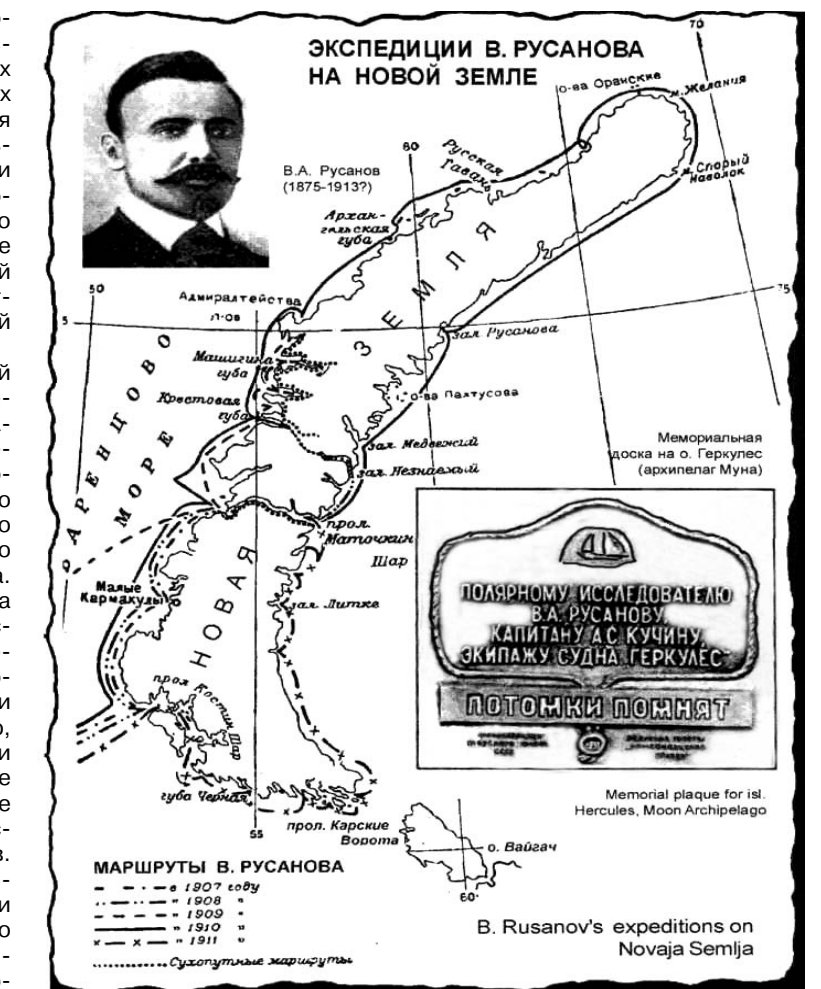 ЭКСПЕДИЦИИ В. РУСАНОВА
НА НОВОЙ ЗЕМЛЕ
В.А. Русанов
(1875-1913?)
70
о-ва Оранские
м. Желания
60
Русская
Гавань
м. Старый
Наволок
Архан-
гельская
губа
50
Адмиралтейства
п-ов
75
5
зал. Русанова
Машигина
губа
о-ва Пахтусова
Крестовая
губа
ЗЕМЛЯ
АРЕНЦОВО
МОРЕ
зал. Медвежий
зал. Незнаемый
Мемориальная
доска на о. Геркулес
(архипелаг Муна)
прол.
Маточкин
Шар
Малые
Кармакулы
НОВАЯ
зал. Литке
ПОЛЯРНОМУ ИССЛЕДОВАТЕЛЮ
В.А. РУСАНОВУ,
КАПИТАНУ А.С. КУЧИНУ,
ЭКИПАЖУ СУДНА „ГЕРКУЛЕС"
ПОТОМКИ ПОМНЯТ
прол. Костин Шар
губа Черная
55
прол. Карские
Ворота
о. Вайгач
60°
Memorial plaque for isl.
Hercules, Moon Archipelago
МАРШРУТЫ В. РУСАНОВА
в 1907 году
" 1908 "
" 1909 "
" 1910 "
" 1911 "
Сухопутные маршруты
B. Rusanov's expeditions on
Novaja Semlja